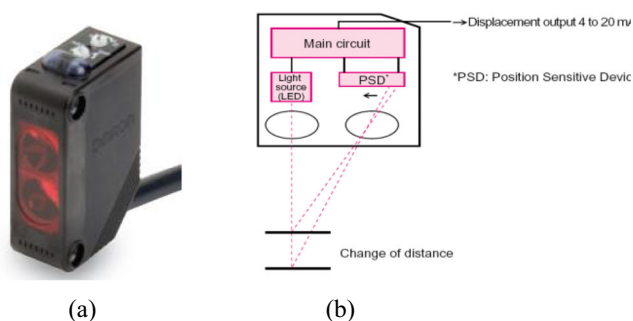 Displacement output 4 to 20 mA
Main circuit
Light
source
(LED)
PSD*
*PSD: Position Sensitive Devic
Change of distance
(a)
(b)